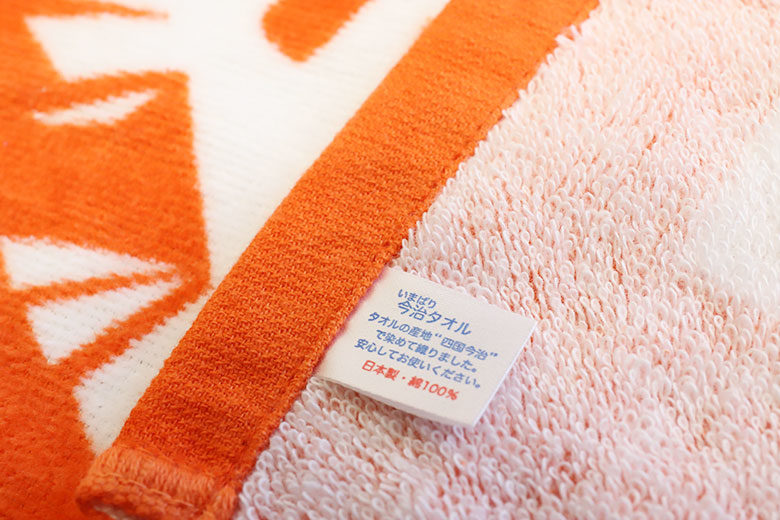 いまばり
今治タオル
タオルの産地“四国今治”
で染めて織りました。
安心してお使いください。
日本製・綿100%